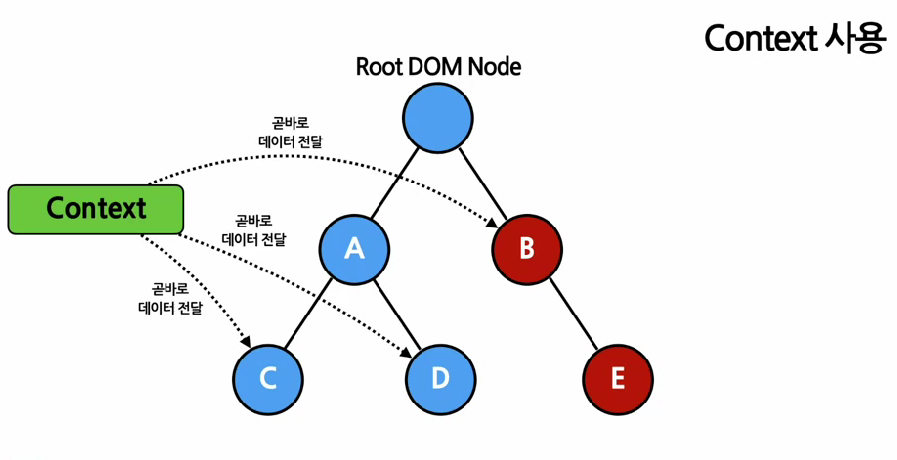 Context 사용
Root DOM Node
곧바로
데이터 전달
Context
곧바로
데이터 전달
A
B
곧바로
데이터 전달
C
D
E